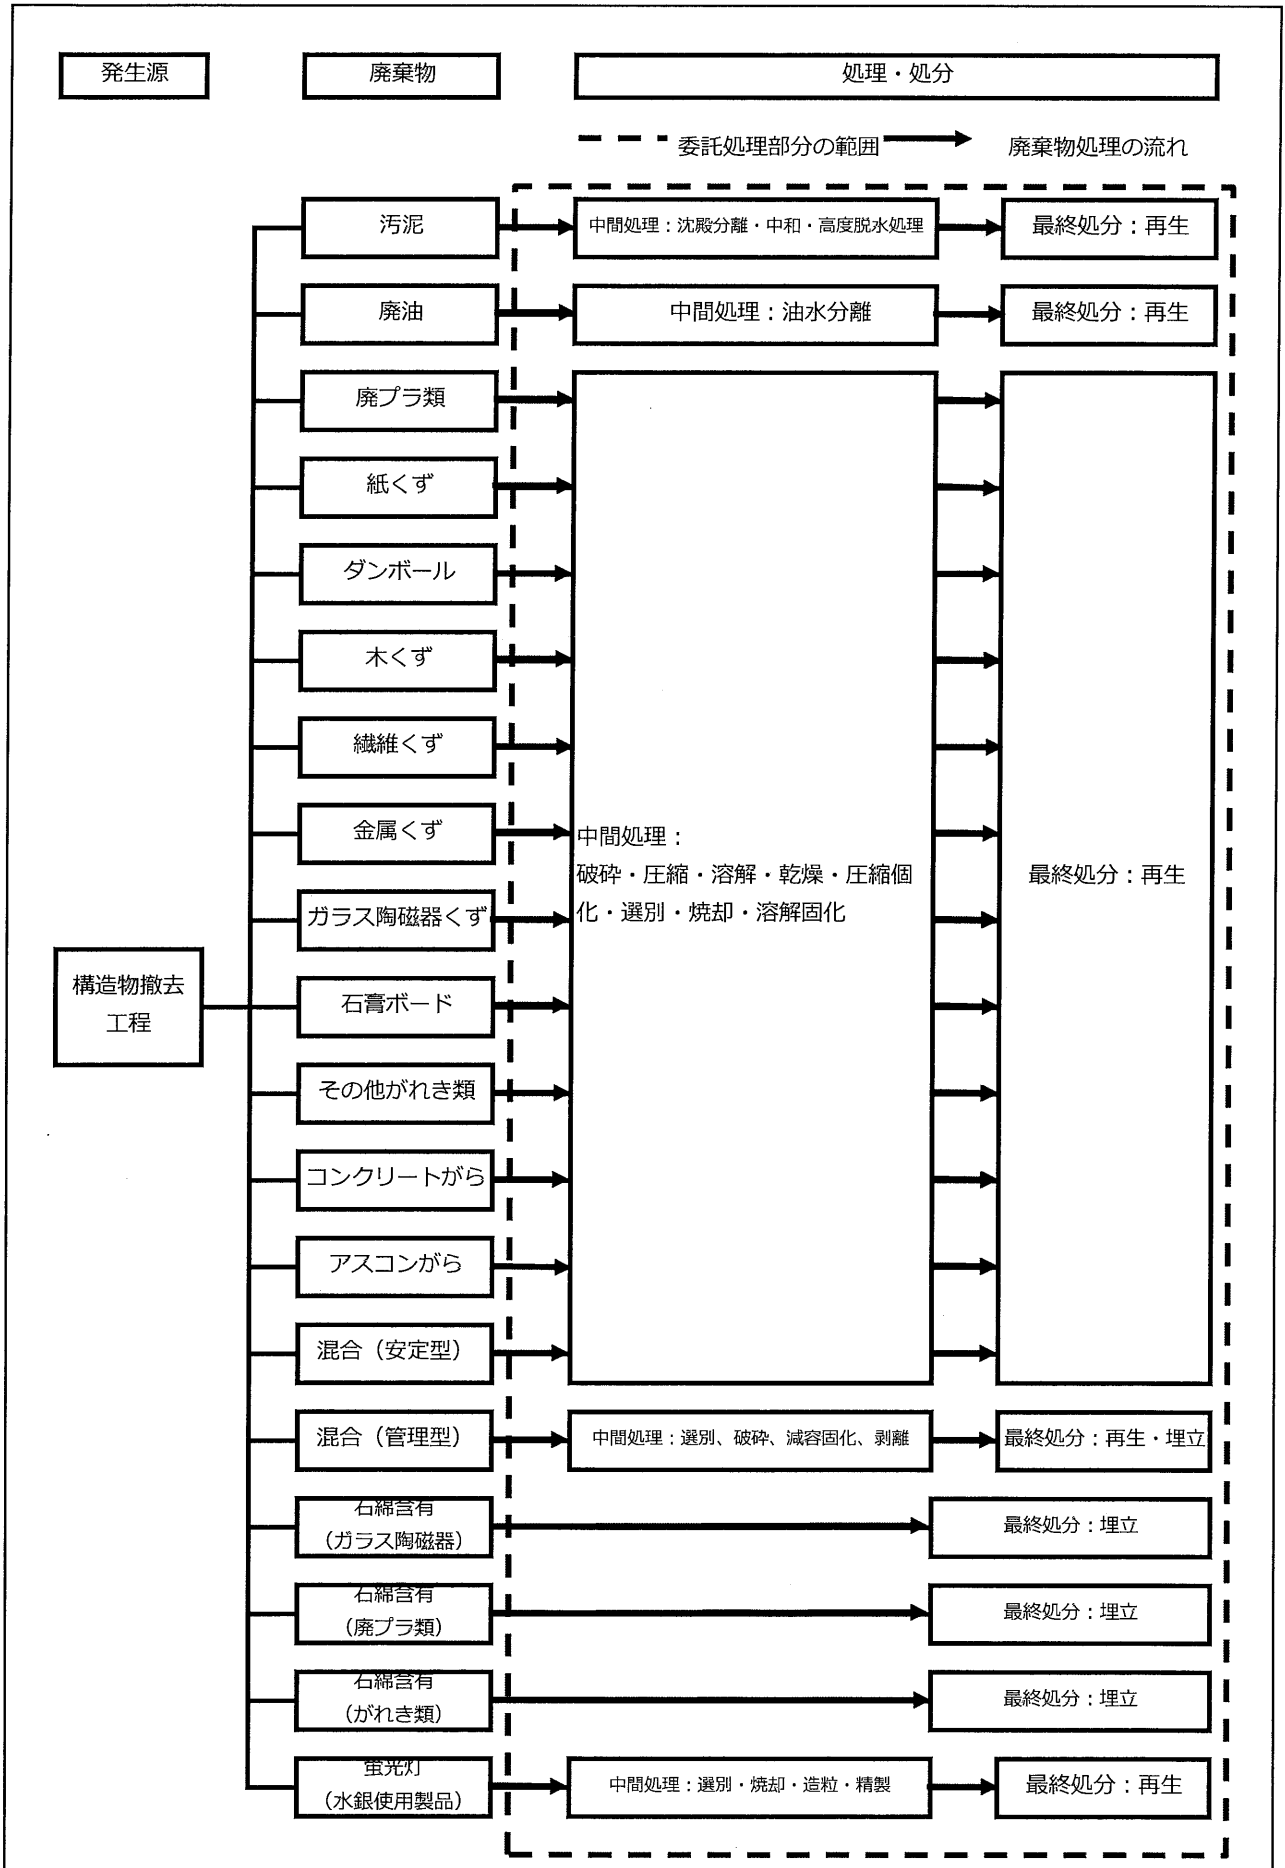 発生源
廃棄物
処理・処分
委託処理部分の範囲
廃棄物処理の流れ
汚泥
中間処理：沈殿分離・中和・高度脱水処理
最終処分：再生
廃油
中間処理：油水分離
最終処分：再生
廃プラ類
紙くず
ダンボール
木くず
繊維くず
金属くず
ガラス陶磁器くず
石膏ボード
その他がれき類
コンクリートがら
アスコンがら
混合（安定型）
中間処理：
破砕・圧縮・溶解・乾燥・圧縮個
化・選別・焼却・溶解固化
最終処分：再生
構造物撤去
工程
混合（管理型）
中間処理：選別、破砕、減容固化、剥離
最終処分：再生・埋立
石綿含有
（ガラス陶磁器）
最終処分：埋立
石綿含有
（廃プラ類）
最終処分：埋立
石綿含有
（がれき類）
最終処分：埋立
蛍光灯
（水銀使用製品）
中間処理：選別・焼却・造粒・精製
最終処分：再生